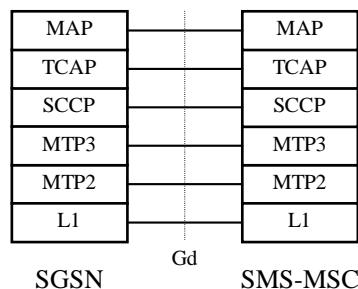 MAP MAP
TCAP TCAP
SCCP SCCP
MTP3 MTP3
MTP2 MTP2
L1 L1
Gd
SGSN SMS-MSC